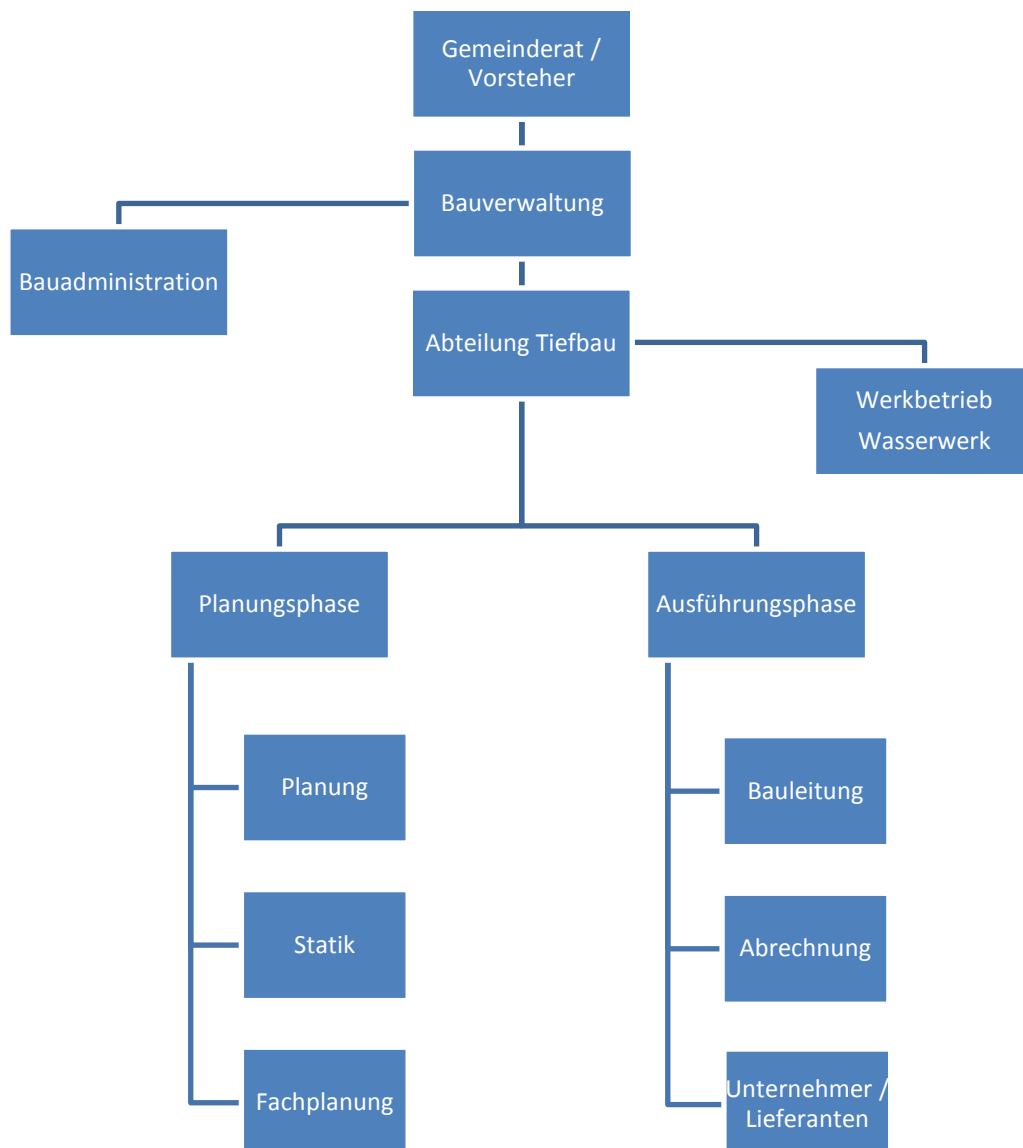 Gemeinderat /
Vorsteher
Bauverwaltung
Bauadministration
Abteilung Tiefbau
Werkbetrieb
Wasserwerk
Planungsphase
Ausführungsphase
Planung
Bauleitung
Statik
Abrechnung
Fachplanung
Unternehmer /
Lieferanten